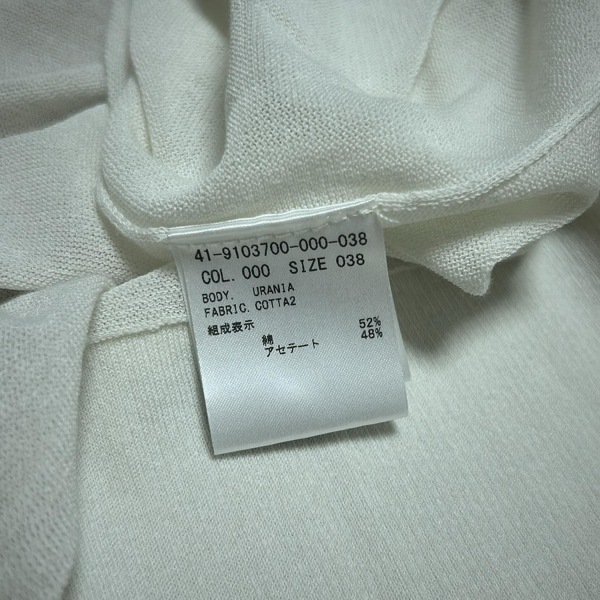 41-9103700-000-038
COL. 000 SIZE 038
BODY. URANIA
FABRIC. COTTA2
組成表示
綿 52%
アセテート 48%